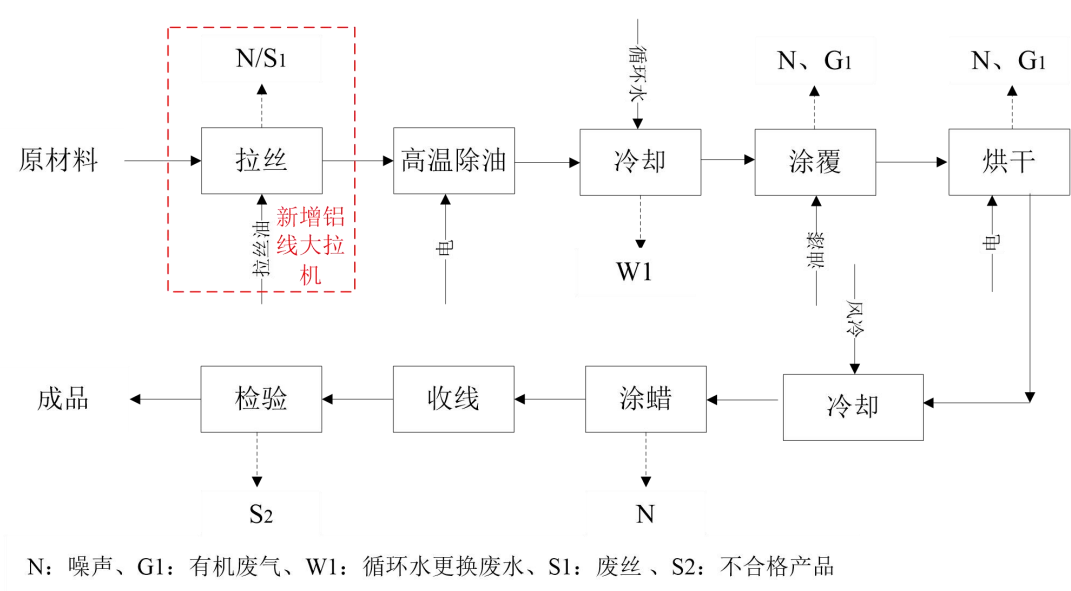 N/S1
循环水
N、G1
N、G1
原材料
拉丝
高温除油
冷却
涂覆
烘干
拉丝油
新增铝
线大拉
机
电
W1
油漆
电
风冷
成品
检验
收线
涂蜡
冷却
S2
N
N：噪声、G1：有机废气、W1：循环水更换废水、S1：废丝 、S2：不合格产品